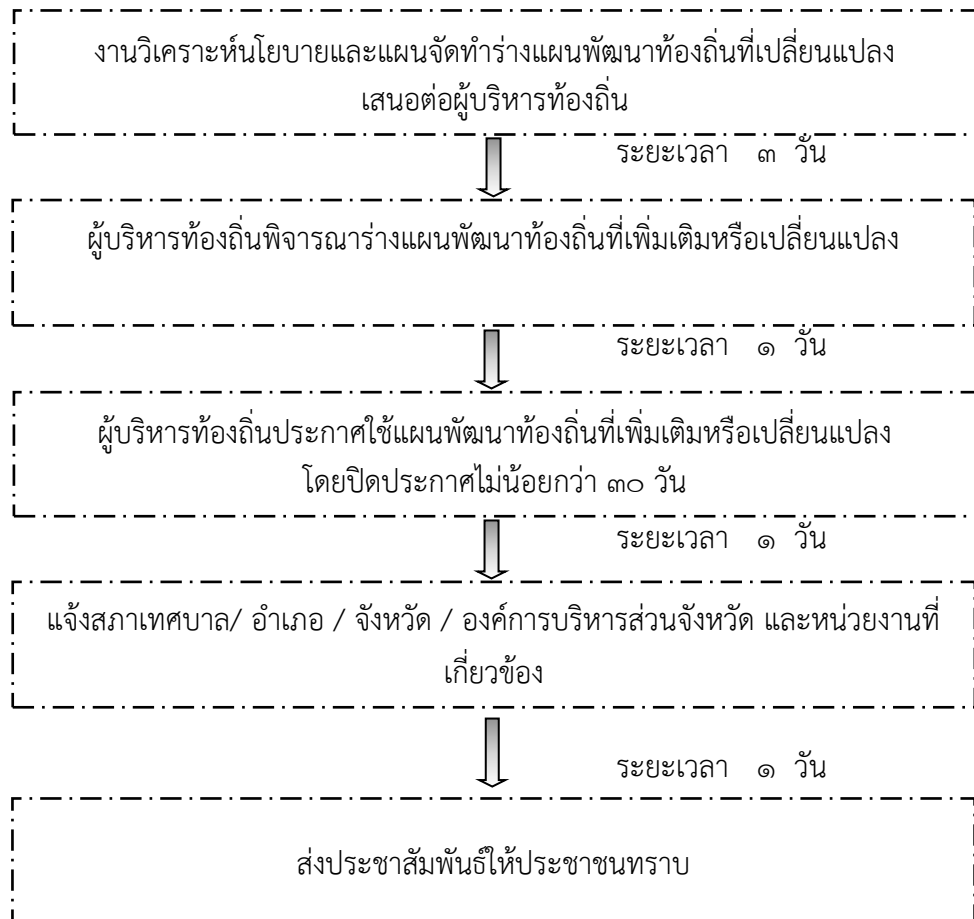 งานวิเคราะห์นโยบายและแผนจัดทำร่างแผนพัฒนาท้องถิ่นที่เปลี่ยนแปลง
เสนอต่อผู้บริหารท้องถิ่น
ระยะเวลา ๓ วัน
ผู้บริหารท้องถิ่นพิจารณาร่างแผนพัฒนาท้องถิ่นที่เพิ่มเติมหรือเปลี่ยนแปลง
ระยะเวลา ๑ วัน
ผู้บริหารท้องถิ่นประกาศใช้แผนพัฒนาท้องถิ่นที่เพิ่มเติมหรือเปลี่ยนแปลง
โดยปิดประกาศไม่น้อยกว่า ๓๐ วัน
ระยะเวลา ๑ วัน
แจ้งสภาเทศบาล/ อำเภอ / จังหวัด / องค์การบริหารส่วนจังหวัด และหน่วยงานที่
เกี่ยวข้อง
ระยะเวลา ๑ วัน
ส่งประชาสัมพันธ์ให้ประชาชนทราบ